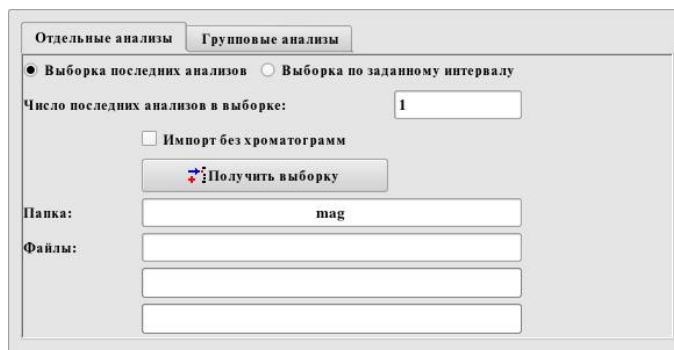 Отдельные анализы Групповые анализы
Выборка последних анализов Выборка по заданному интервалу
Число последних анализов в выборке: 1
Импорт без хроматограмм
Получить выборку
Папка: mag
Файлы: